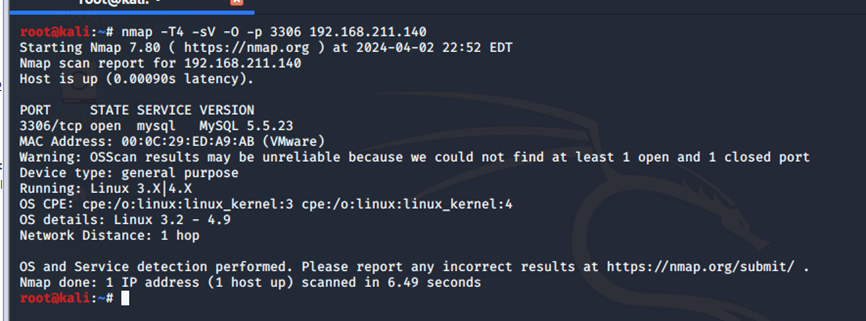 root@kali: ~
root@kali:~# nmap -T4 -sV -O -p 3306 192.168.211.140
Starting Nmap 7.80 ( https://nmap.org ) at 2024-04-02 22:52 EDT
Nmap scan report for 192.168.211.140
Host is up (0.00090s latency).
PORT     STATE SERVICE VERSION
3306/tcp open  mysql   MySQL 5.5.23
MAC Address: 00:0C:29:ED:A9:AB (VMware)
Warning: OSScan results may be unreliable because we could not find at least 1 open and 1 closed port
Device type: general purpose
Running: Linux 3.X|4.X
OS CPE: cpe:/o:linux:linux_kernel:3 cpe:/o:linux:linux_kernel:4
OS details: Linux 3.2 - 4.9
Network Distance: 1 hop
OS and Service detection performed. Please report any incorrect results at https://nmap.org/submit/ .
Nmap done: 1 IP address (1 host up) scanned in 6.49 seconds
root@kali:~#